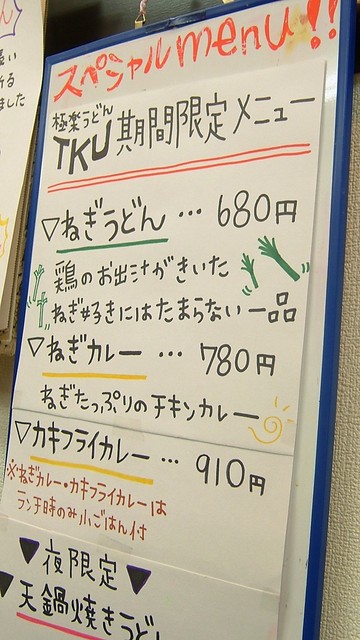 スペシャルmenu!!
極楽うどん
TKU 期間限定メニュー
▽ねぎうどん … 680円
鶏のお出汁がきいた
ねぎ好きにはたまらない一品
▽ねぎカレー … 780円
ねぎたっぷりのチキンカレー
▽カキフライカレー … 910円
※ねぎカレー・カキフライカレーは
ランチ時のみ小ごはん付
▼夜限定▼
▼天鍋焼きうどん
ました